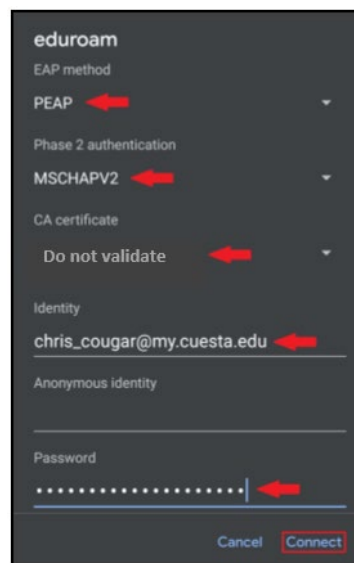 eduroam
EAP method
PEAP
Phase 2 authentication
MSCHAPV2
CA certificate
Do not validate
Identity
chris_cougar@my.cuesta.edu
Anonymous identity
Password
•••••••••••••••••••••
Cancel Connect